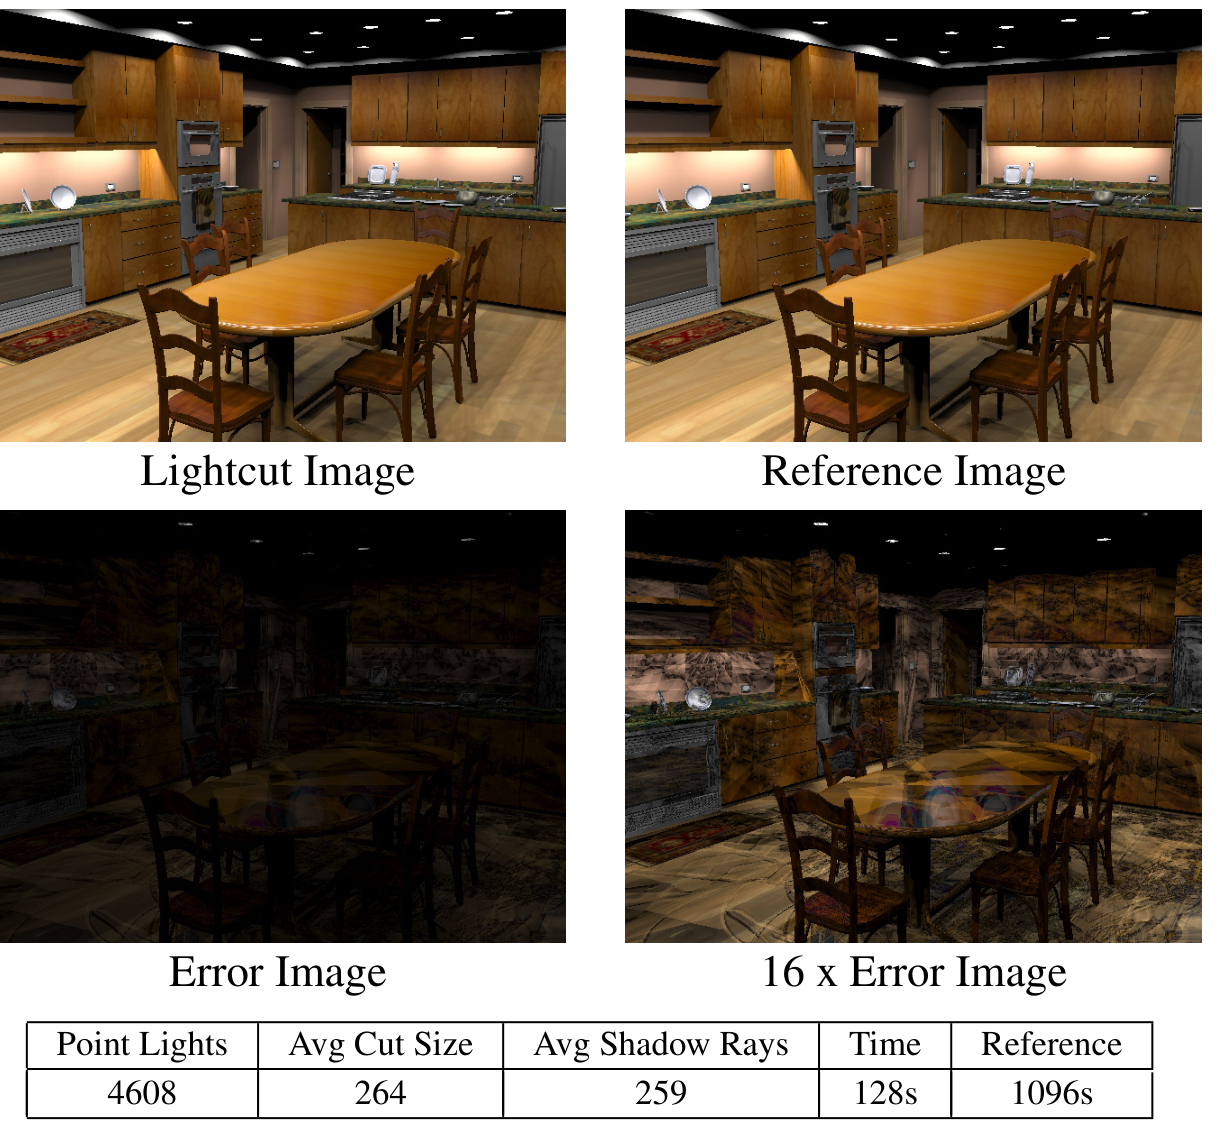 Lightcut Image
Reference Image
Error Image
16 x Error Image
Point Lights Avg Cut Size Avg Shadow Rays Time Reference
4608 264 259 128s 1096s